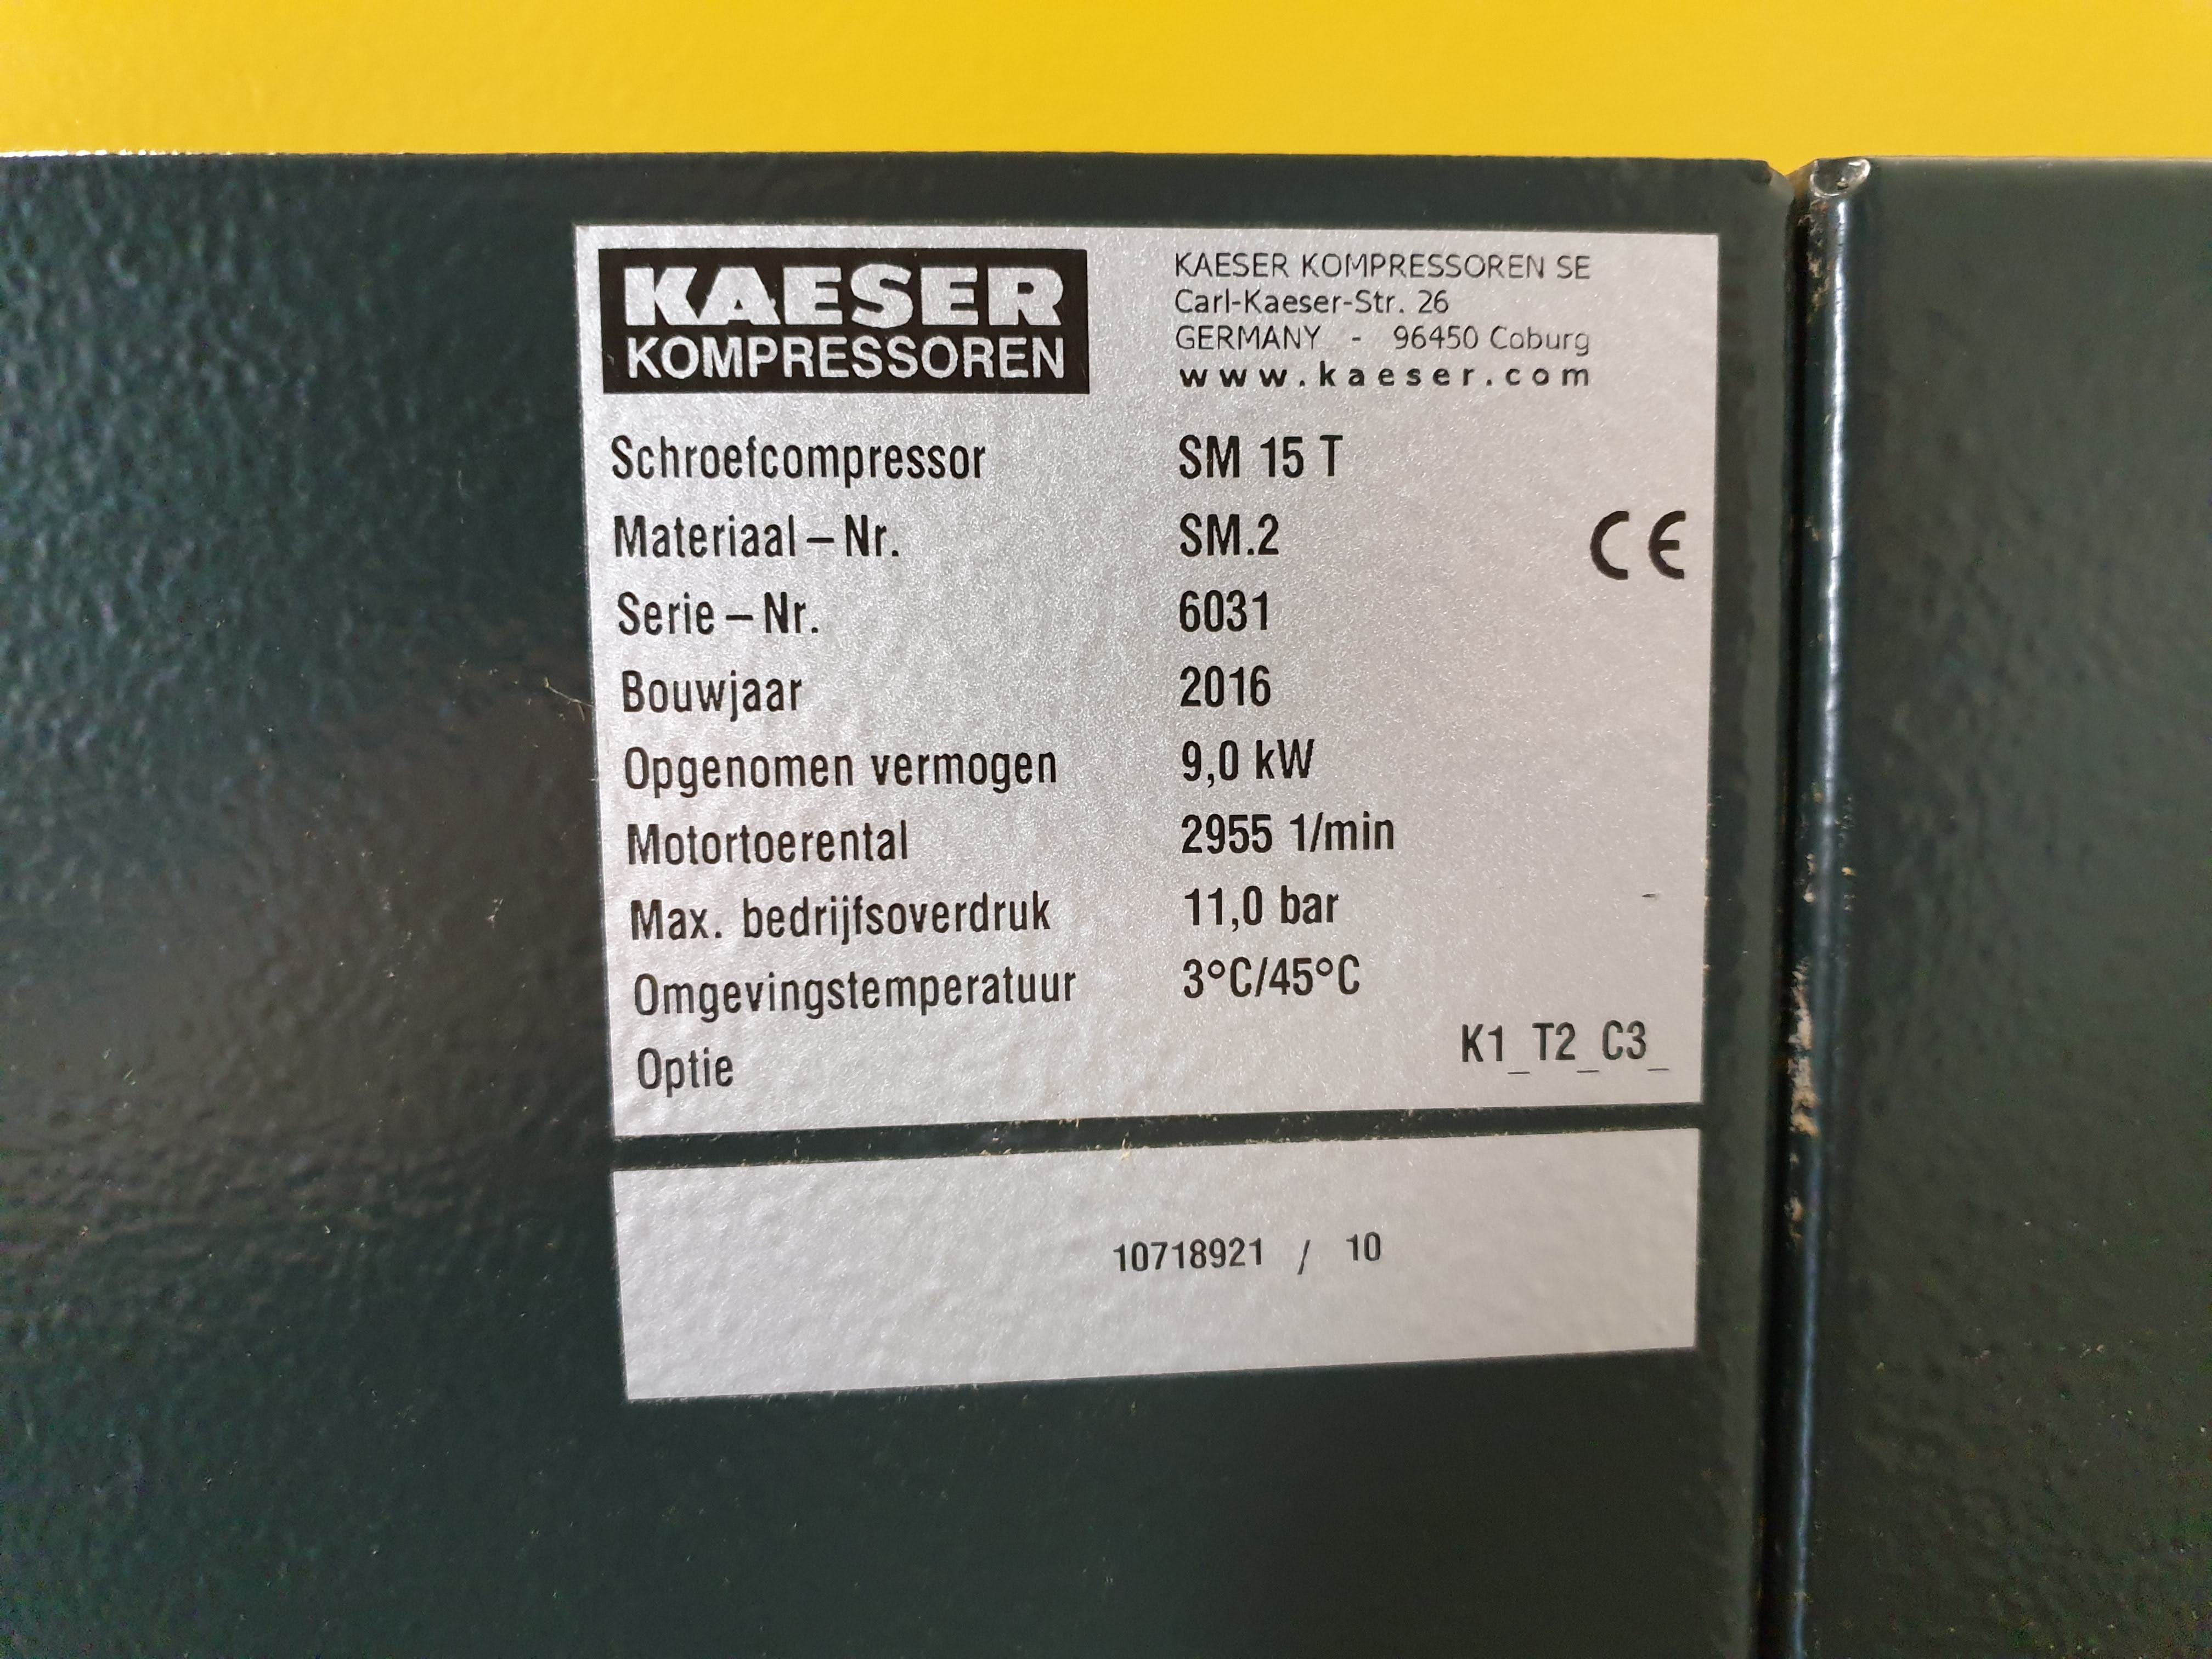 KAESER
KOMPRESSOREN
KAESER KOMPRESSOREN SE
Carl-Kaeser-Str. 26
GERMANY - 96450 Coburg
www.kaeser.com
Schroefcompressor SM 15 T
Materiaal – Nr. SM.2
CE
Serie – Nr. 6031
Bouwjaar 2016
Opgenomen vermogen 9,0 kW
Motortoerental 2955 1/min
Max. bedrijfsoverdruk 11,0 bar
Omgevingstemperatuur 3°C/45°C
Optie K1_T2_C3_
10718921 / 10